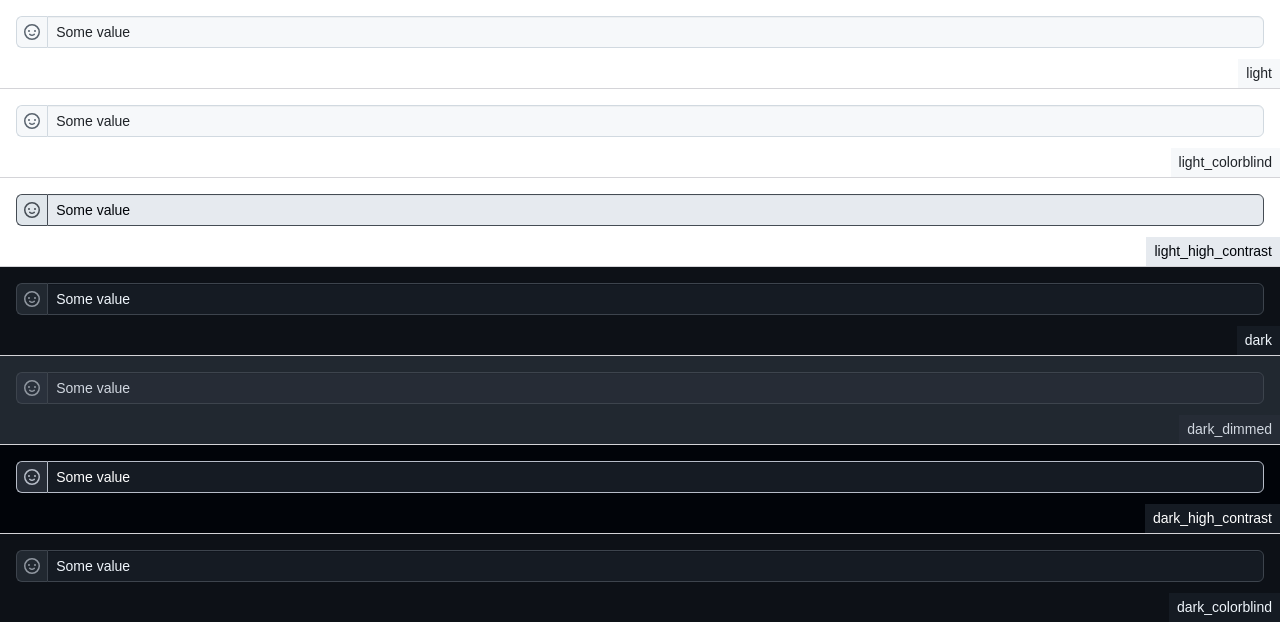 Some value
light
Some value
light_colorblind
Some value
light_high_contrast
Some value
dark
Some value
dark_dimmed
Some value
dark_high_contrast
Some value
dark_colorblind